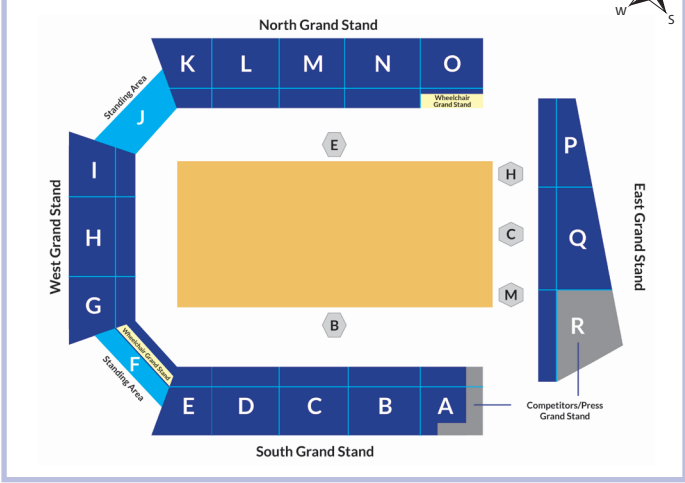 W
S
North Grand Stand
K
L
M
N
O
Wheelchair
Grand Stand
Standing Area
J
E
P
I
H
H
West Grand Stand
C
Q
East Grand Stand
G
M
R
B
Wheelchair Grand Stand
F
Standing Area
E
D
C
B
A
Competitors/Press
Grand Stand
South Grand Stand